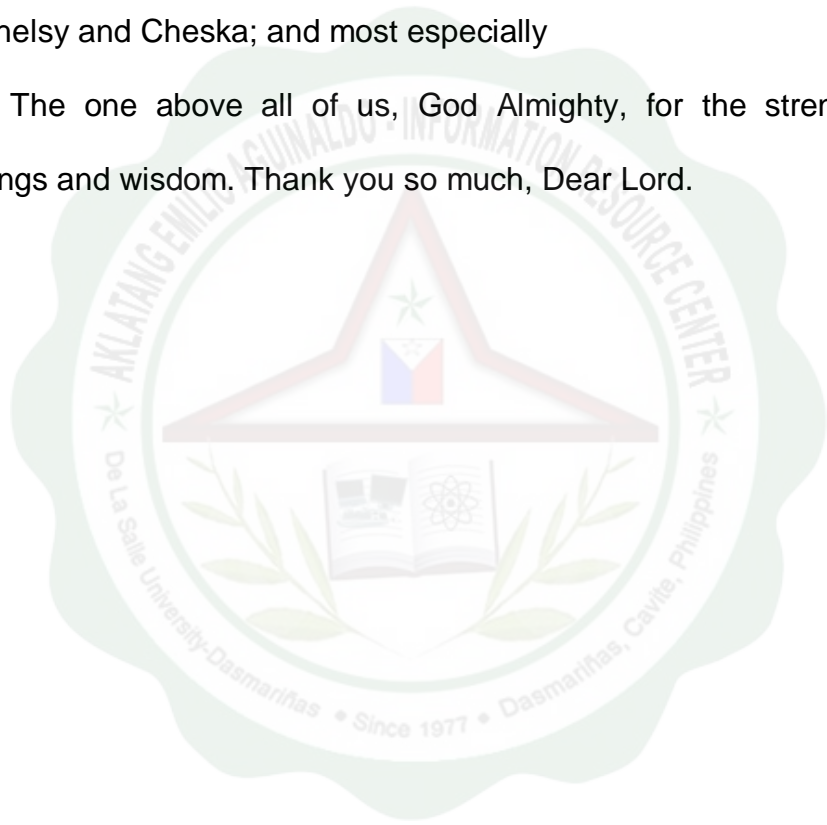 helsy and Cheska; and most especially
The one above all of us, God Almighty, for the stren
ngs and wisdom. Thank you so much, Dear Lord.
AKLATANG EMILIO AGUINALDO - INFORMATION RESOURCE CENTER
De La Salle University-Dasmariñas • Since 1977 • Dasmariñas, Cavite, Philippines